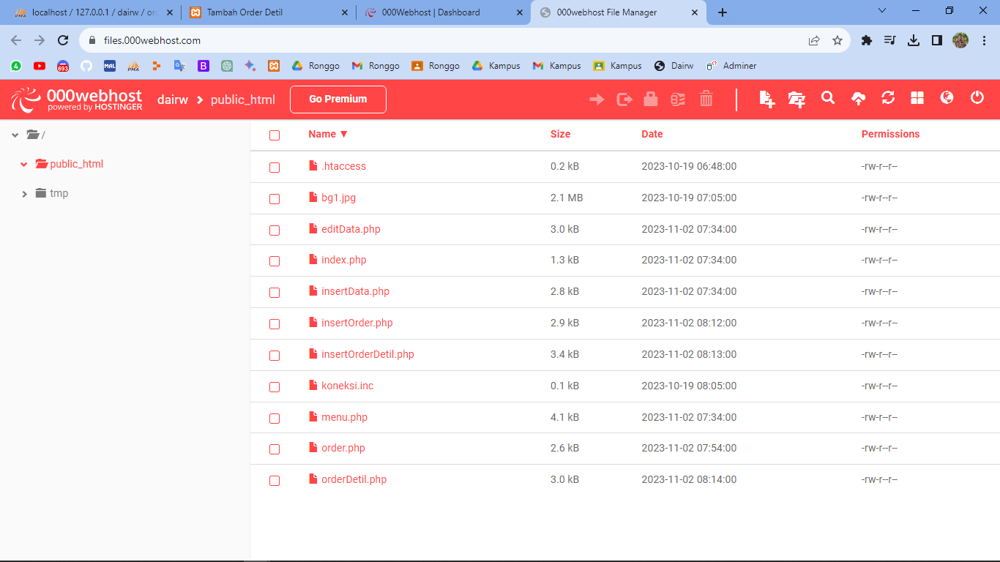 localhost / 127.0.0.1 / dairw / or
Tambah Order Detil
000Webhost | Dashboard
000webhost File Manager
files.000webhost.com
4
693
MAL
PMA
B
Ronggo
Ronggo
Ronggo
Kampus
Kampus
Kampus
Dairw
Adminer
000webhost
powered by HOSTINGER
dairw > public_html
Go Premium
/
public_html
tmp
Name ▼ Size Date Permissions
.htaccess 0.2 kB 2023-10-19 06:48:00 -rw-r--r--
bg1.jpg 2.1 MB 2023-10-19 07:05:00 -rw-r--r--
editData.php 3.0 kB 2023-11-02 07:34:00 -rw-r--r--
index.php 1.3 kB 2023-11-02 07:34:00 -rw-r--r--
insertData.php 2.8 kB 2023-11-02 07:34:00 -rw-r--r--
insertOrder.php 2.9 kB 2023-11-02 08:12:00 -rw-r--r--
insertOrderDetil.php 3.4 kB 2023-11-02 08:13:00 -rw-r--r--
koneksi.inc 0.1 kB 2023-10-19 08:05:00 -rw-r--r--
menu.php 4.1 kB 2023-11-02 07:34:00 -rw-r--r--
order.php 2.6 kB 2023-11-02 07:54:00 -rw-r--r--
orderDetil.php 3.0 kB 2023-11-02 08:14:00 -rw-r--r--